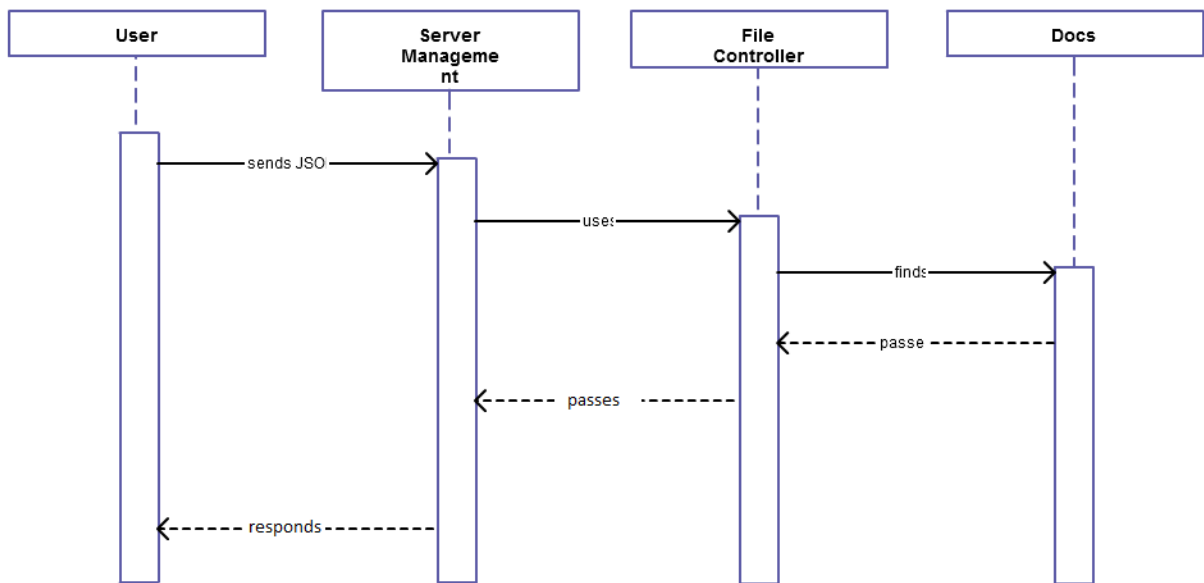 User
Server
Manageme
nt
File
Controller
Docs
sends JSO
uses
finds
passe
passes
responds